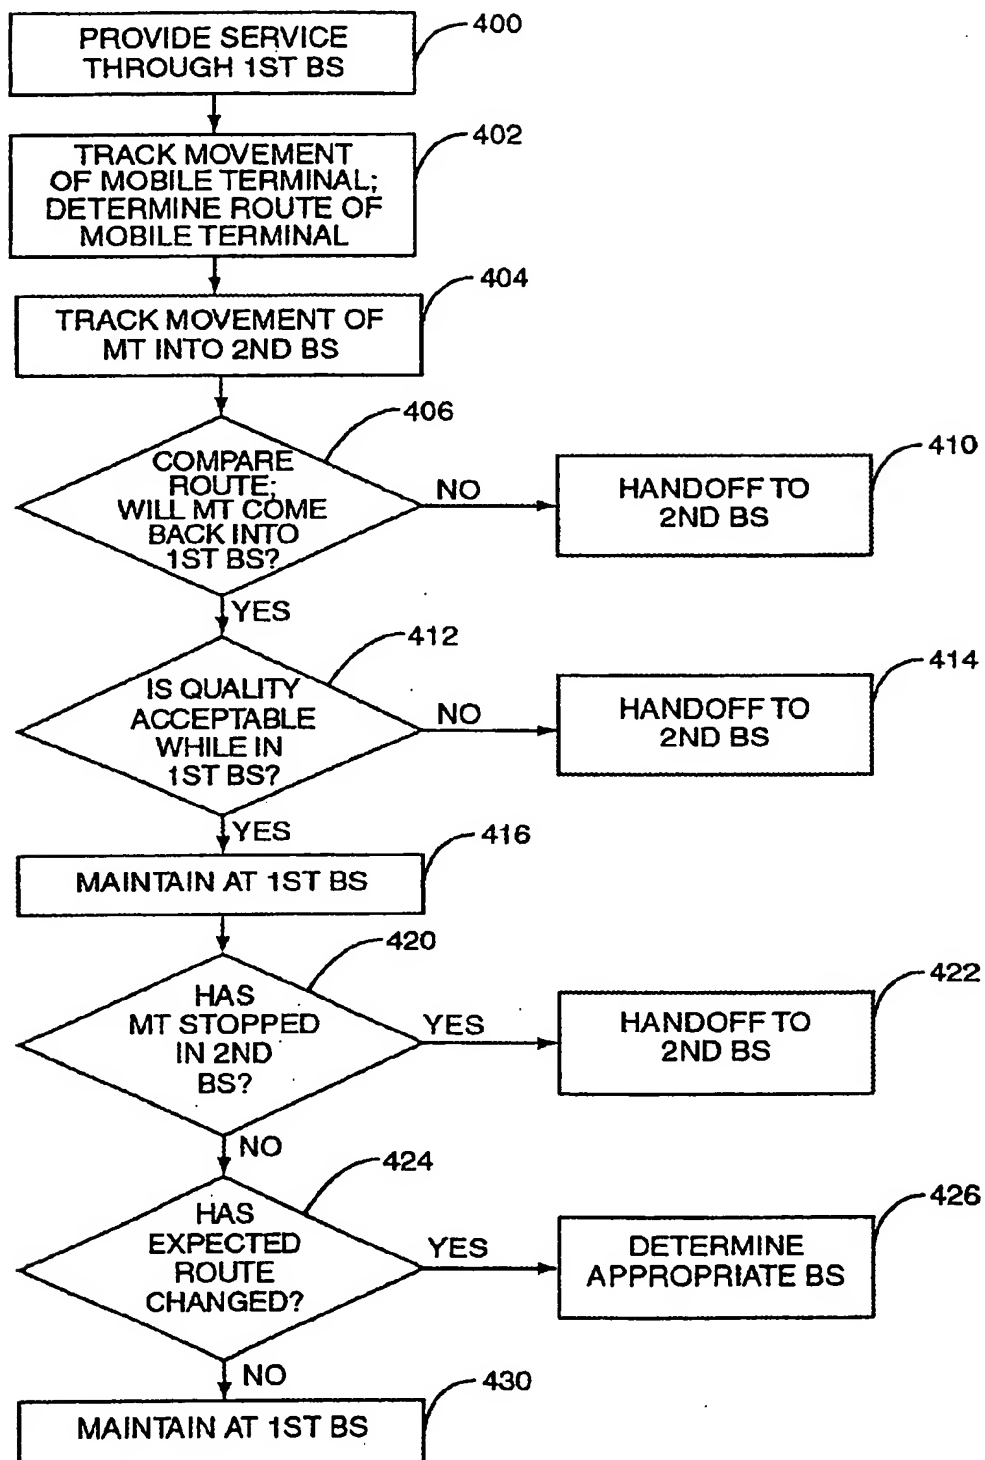 PROVIDE SERVICE
THROUGH 1ST BS
400
TRACK MOVEMENT
OF MOBILE TERMINAL;
DETERMINE ROUTE OF
MOBILE TERMINAL
402
TRACK MOVEMENT OF
MT INTO 2ND BS
404
COMPARE
ROUTE;
WILL MT COME
BACK INTO
1ST BS?
406
NO
HANDOFF TO
2ND BS
410
YES
IS QUALITY
ACCEPTABLE
WHILE IN
1ST BS?
412
NO
HANDOFF TO
2ND BS
414
YES
MAINTAIN AT 1ST BS
416
HAS
MT STOPPED
IN 2ND
BS?
420
YES
HANDOFF TO
2ND BS
422
NO
HAS
EXPECTED
ROUTE
CHANGED?
424
YES
DETERMINE
APPROPRIATE BS
426
NO
MAINTAIN AT 1ST BS
430